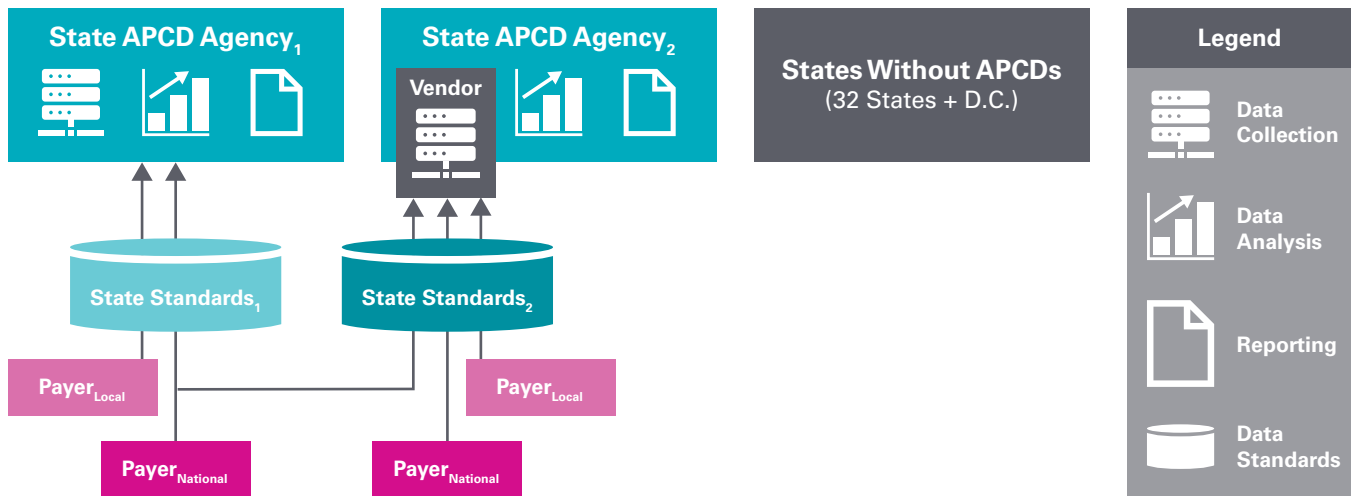 State APCD Agency1
State APCD Agency2
Vendor
States Without APCDs
(32 States + D.C.)
State Standards1
State Standards2
PayerLocal
PayerLocal
PayerNational
PayerNational
Legend
Data
Collection
Data
Analysis
Reporting
Data
Standards